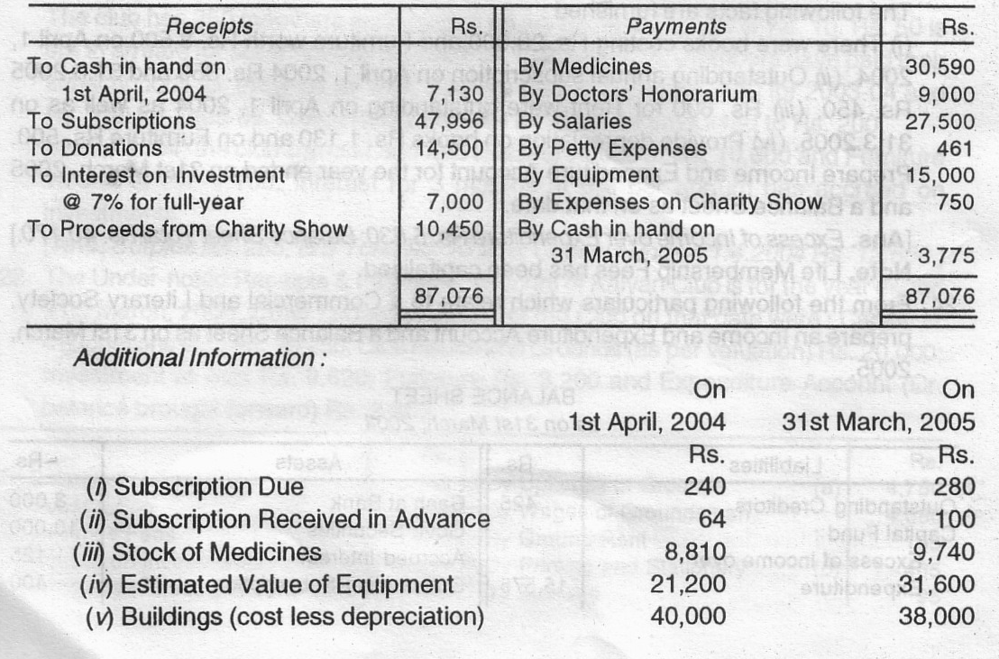 Receipts Rs. Payments Rs.
To Cash in hand on By Medicines 30,590
1st April, 2004 7,130 By Doctors' Honorarium 9,000
To Subscriptions 47,996 By Salaries 27,500
To Donations 14,500 By Petty Expenses 461
To Interest on Investment By Equipment 15,000
@ 7% for full-year 7,000 By Expenses on Charity Show 750
To Proceeds from Charity Show 10,450 By Cash in hand on
31 March, 2005 3,775
87,076 87,076
Additional Information :
On On
1st April, 2004 31st March, 2005
Rs. Rs.
(i) Subscription Due 240 280
(ii) Subscription Received in Advance 64 100
(iii) Stock of Medicines 8,810 9,740
(iv) Estimated Value of Equipment 21,200 31,600
(v) Buildings (cost less depreciation) 40,000 38,000